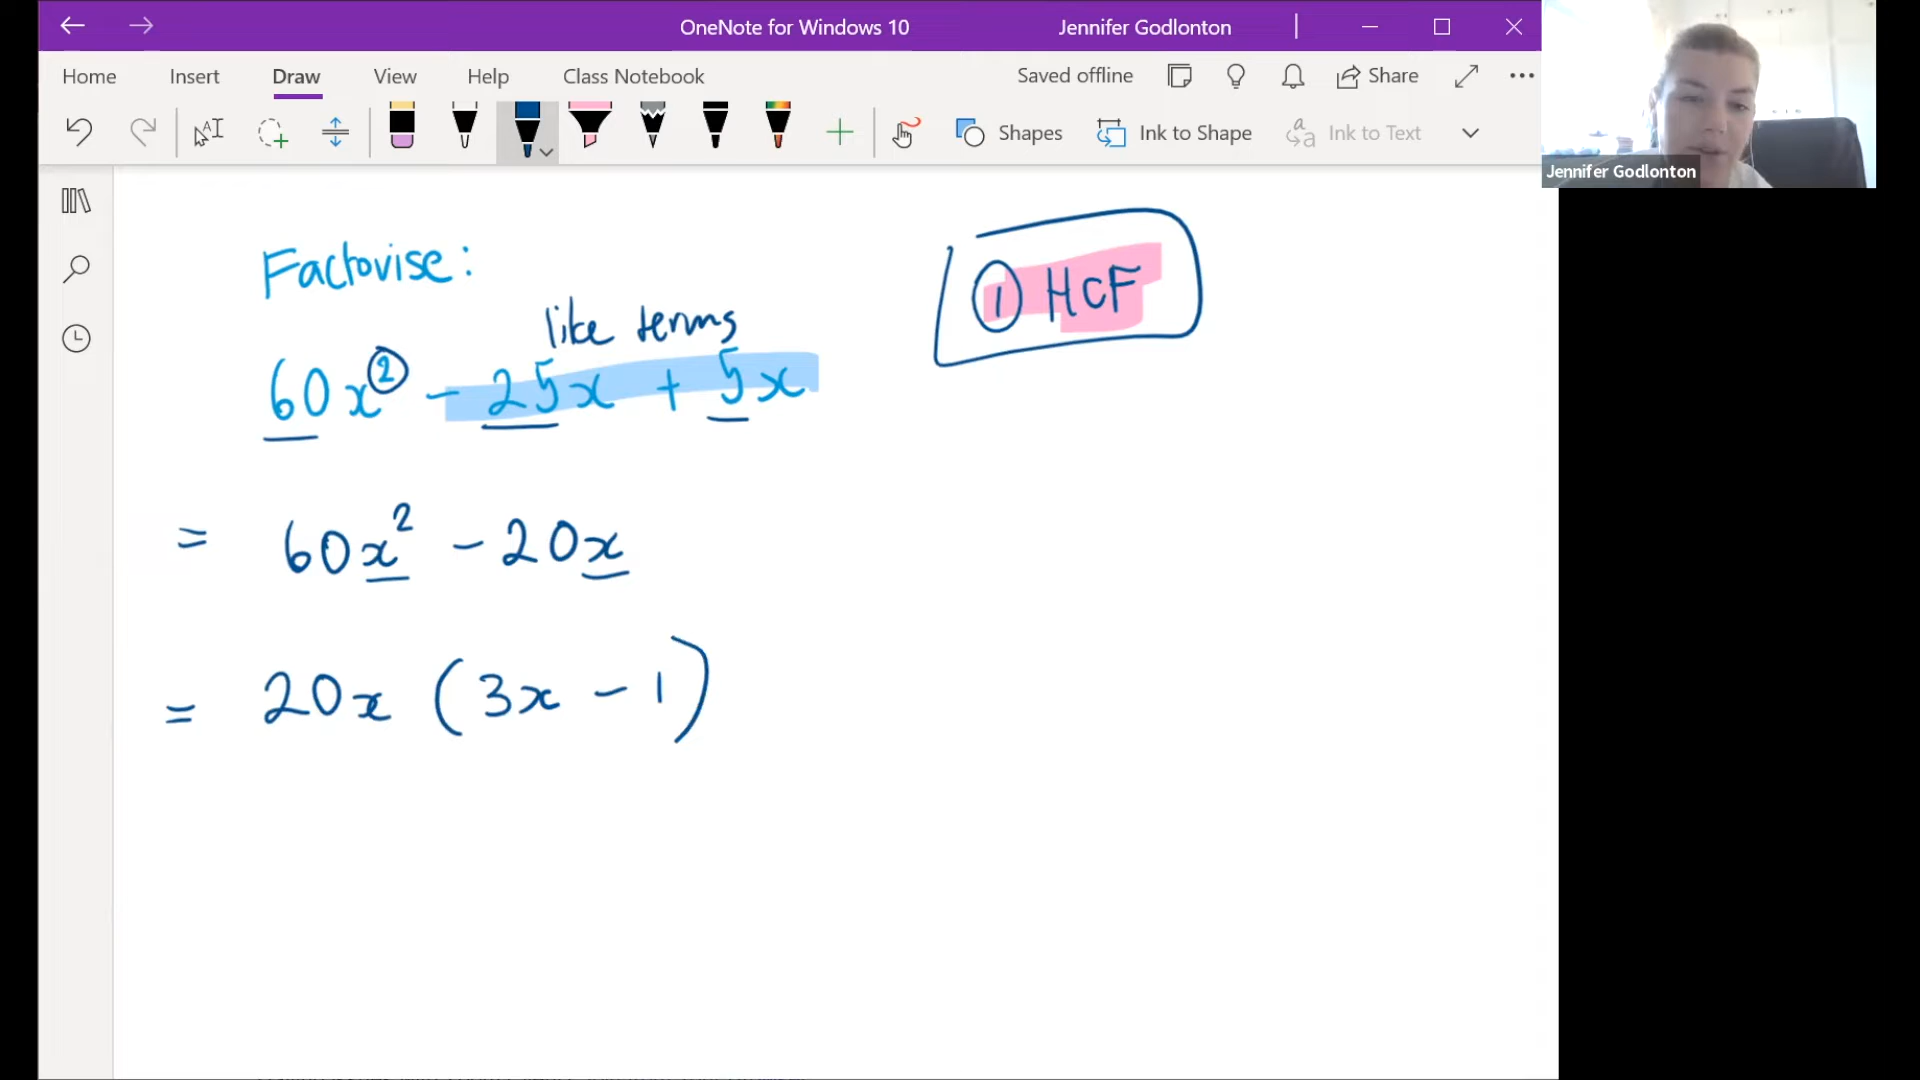 OneNote for Windows 10
Jennifer Godlonton
Home Insert Draw View Help Class Notebook
Saved offline
Share
Shapes
Ink to Shape
Ink to Text
Jennifer Godlonton
Factorise:
① HCF
like terms
60x² - 25x + 5x
= 60x² - 20x
= 20x (3x - 1)